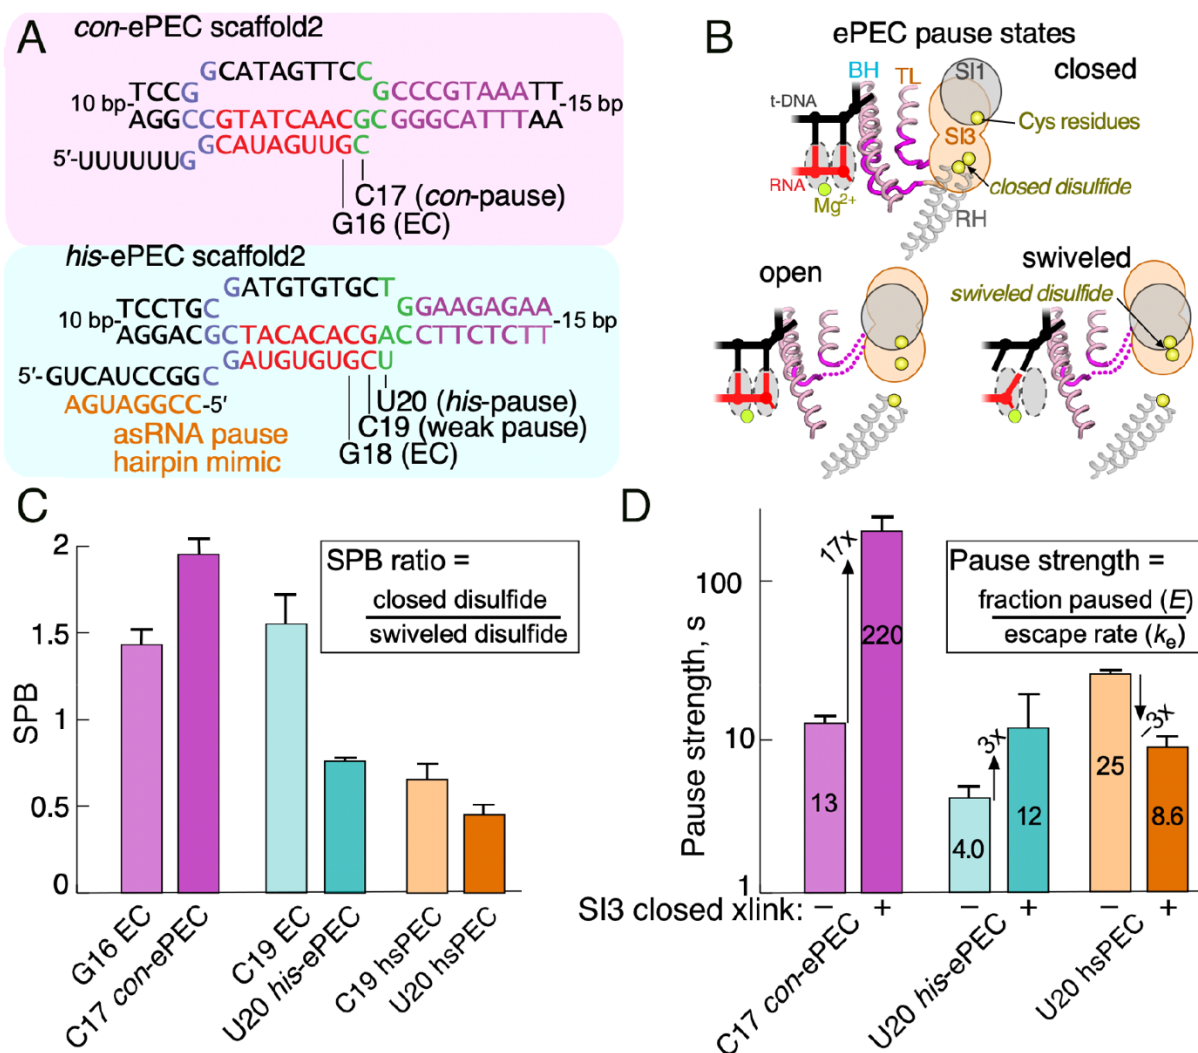 A
con-ePEC scaffold2
GCATAGTTCC
10 bp-TCCG GCCCGTAAATT
-15 bp
AGGCCGTATCAACGCGGGCATTTAA
GCAUAGUUGC
5′-UUUUUUG
C17 (con-pause)
G16 (EC)
his-ePEC scaffold2
GATGTGTGCT
10 bp-TCCTGC GGAAGAGAA
-15 bp
AGGACGCTACACACGACCTTCTCTT
GAUGUGUGCU
5′-GUCAUCCGGC
AGUAGGCC-5′
asRNA pause
hairpin mimic
U20 (his-pause)
C19 (weak pause)
G18 (EC)
B
ePEC pause states
closed
BH
TL
SI1
t-DNA
Cys residues
SI3
RNA
closed disulfide
Mg2+
RH
open
swiveled
swiveled disulfide
C
SPB
2
1.5
1
0.5
0
SPB ratio =
closed disulfide
swiveled disulfide
G16 EC
C17 con-ePEC
C19 EC
U20 his-ePEC
C19 hsPEC
U20 hsPEC
D
Pause strength, s
100
10
1
17x
3x
−3x
13
220
4.0
12
25
8.6
Pause strength =
fraction paused (E)
escape rate (ke)
SI3 closed xlink: − + − + − +
C17 con-ePEC
U20 his-ePEC
U20 hsPEC